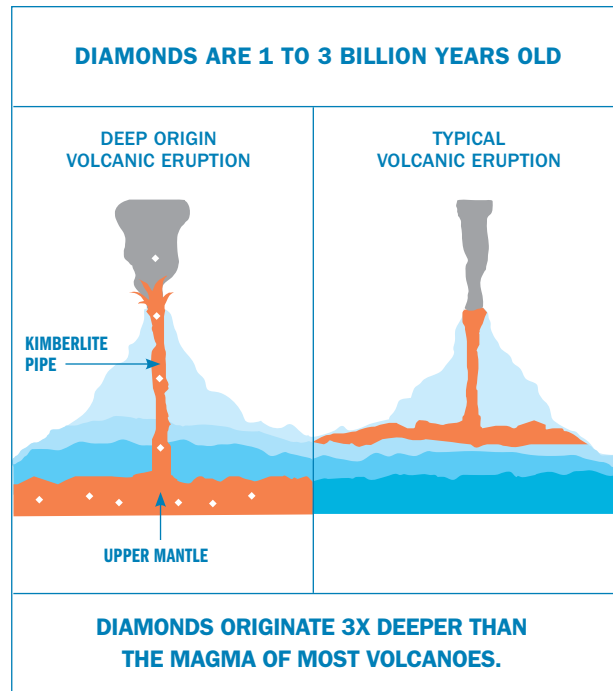 DIAMONDS ARE 1 TO 3 BILLION YEARS OLD
DEEP ORIGIN
VOLCANIC ERUPTION
TYPICAL
VOLCANIC ERUPTION
KIMBERLITE
PIPE
UPPER MANTLE
DIAMONDS ORIGINATE 3X DEEPER THAN
THE MAGMA OF MOST VOLCANOES.